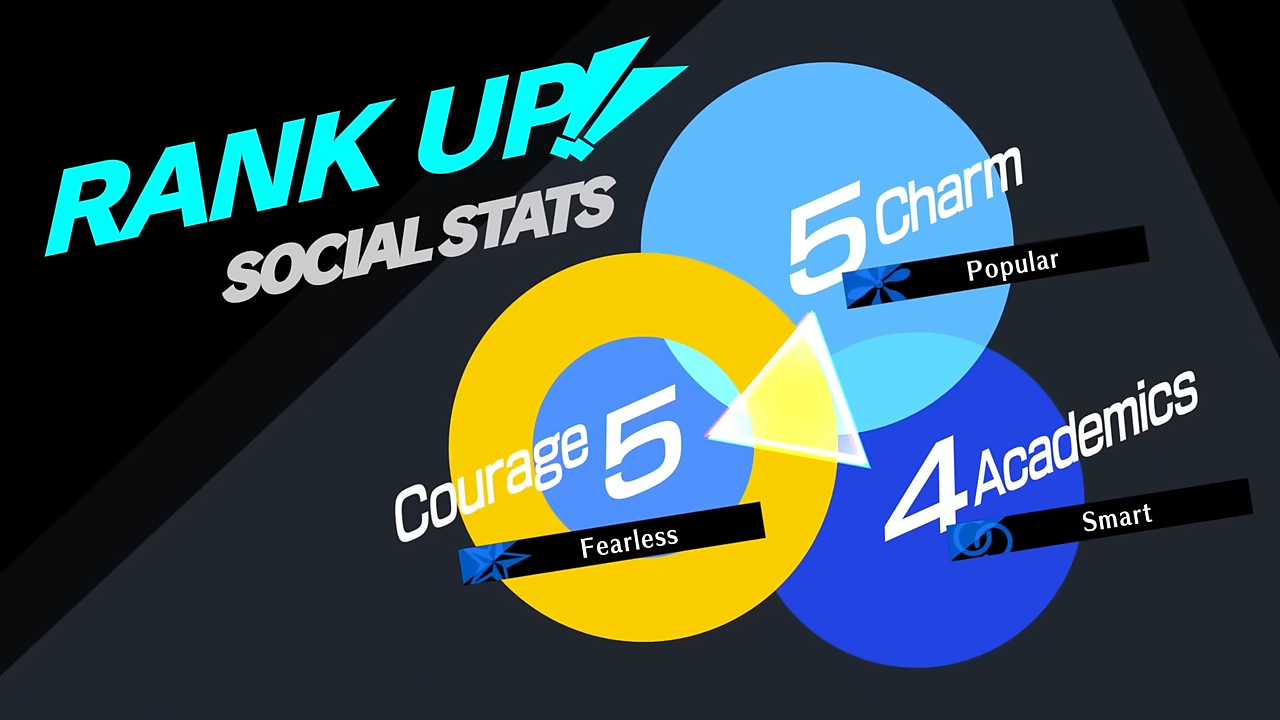 RANK UP!!
SOCIAL STATS
5 Charm
Popular
Courage 5
Fearless
4 Academics
Smart